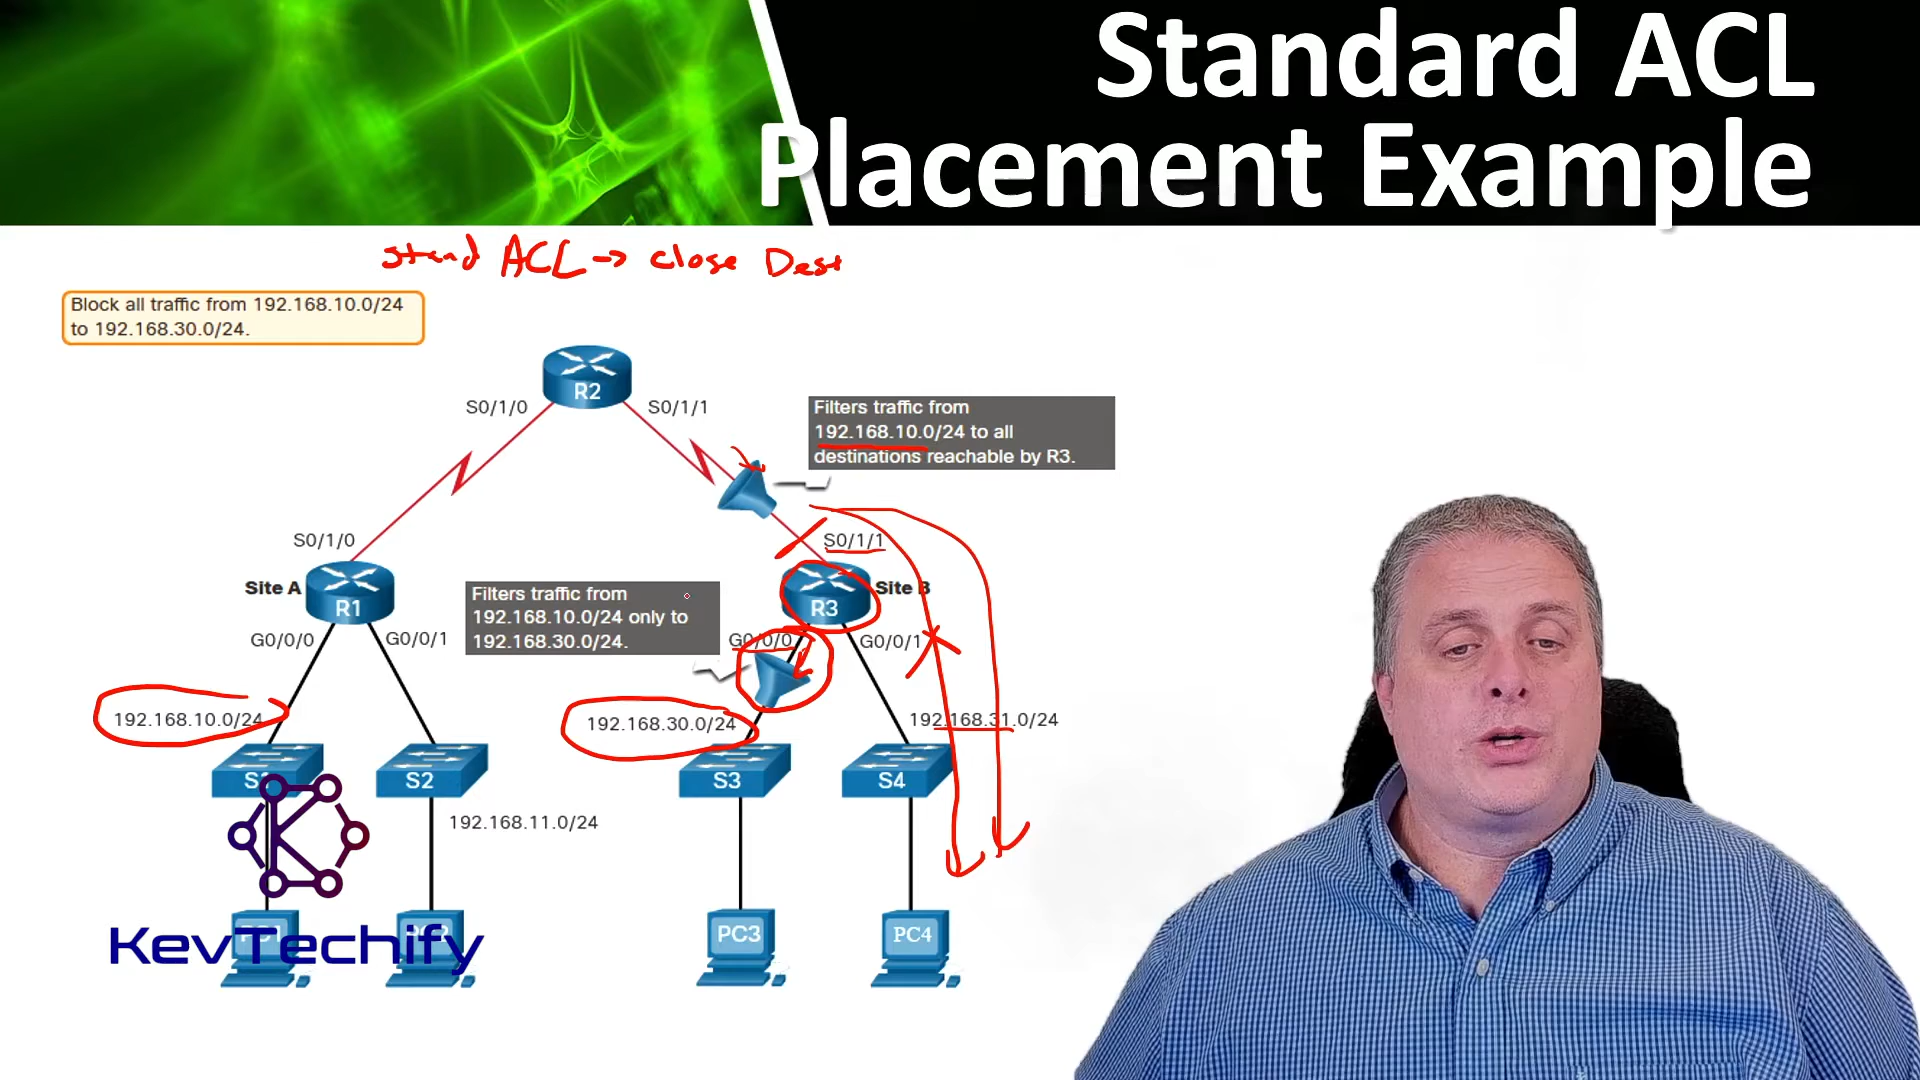 Standard ACL
Placement Example
Stand ACL → close Dest
Block all traffic from 192.168.10.0/24
to 192.168.30.0/24.
R2
S0/1/0
S0/1/1
Filters traffic from
192.168.10.0/24 to all
destinations reachable by R3.
S0/1/0
S0/1/1
Site A
R1
Filters traffic from
192.168.10.0/24 only to
192.168.30.0/24.
R3
Site B
G0/0/0
G0/0/1
G0/0/0
G0/0/1
192.168.10.0/24
192.168.30.0/24
192.168.31.0/24
S2
S3
S4
192.168.11.0/24
KevTechify
PC3
PC4